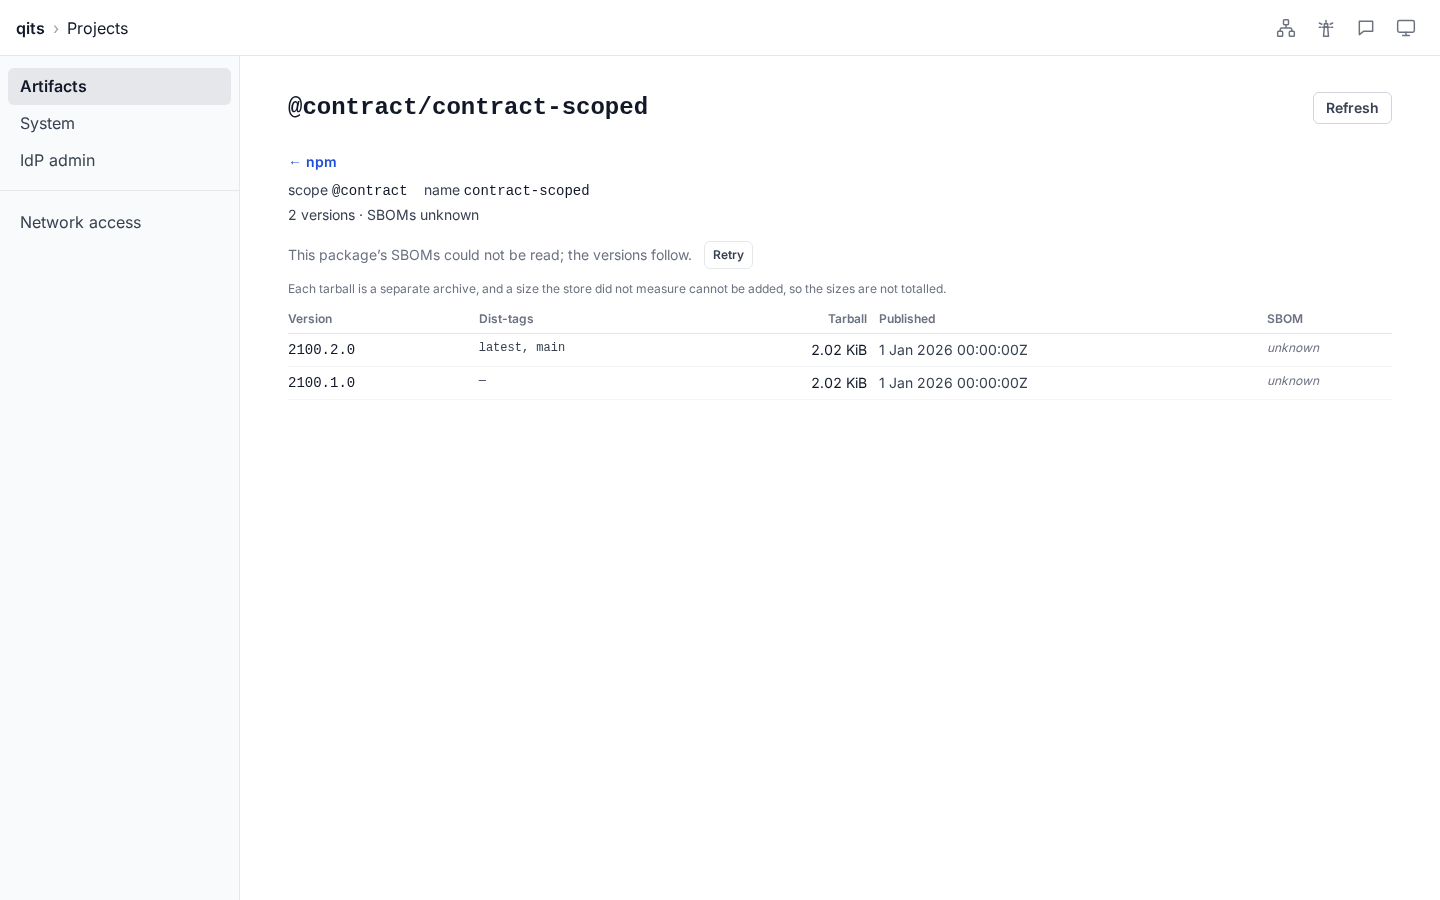 qits › Projects
Artifacts
System
IdP admin
Network access
@contract/contract-scoped
Refresh
← npm
scope @contract name contract-scoped
2 versions · SBOMs unknown
This package’s SBOMs could not be read; the versions follow. Retry
Each tarball is a separate archive, and a size the store did not measure cannot be added, so the sizes are not totalled.
Version Dist-tags Tarball Published SBOM
2100.2.0 latest, main 2.02 KiB 1 Jan 2026 00:00:00Z unknown
2100.1.0 — 2.02 KiB 1 Jan 2026 00:00:00Z unknown